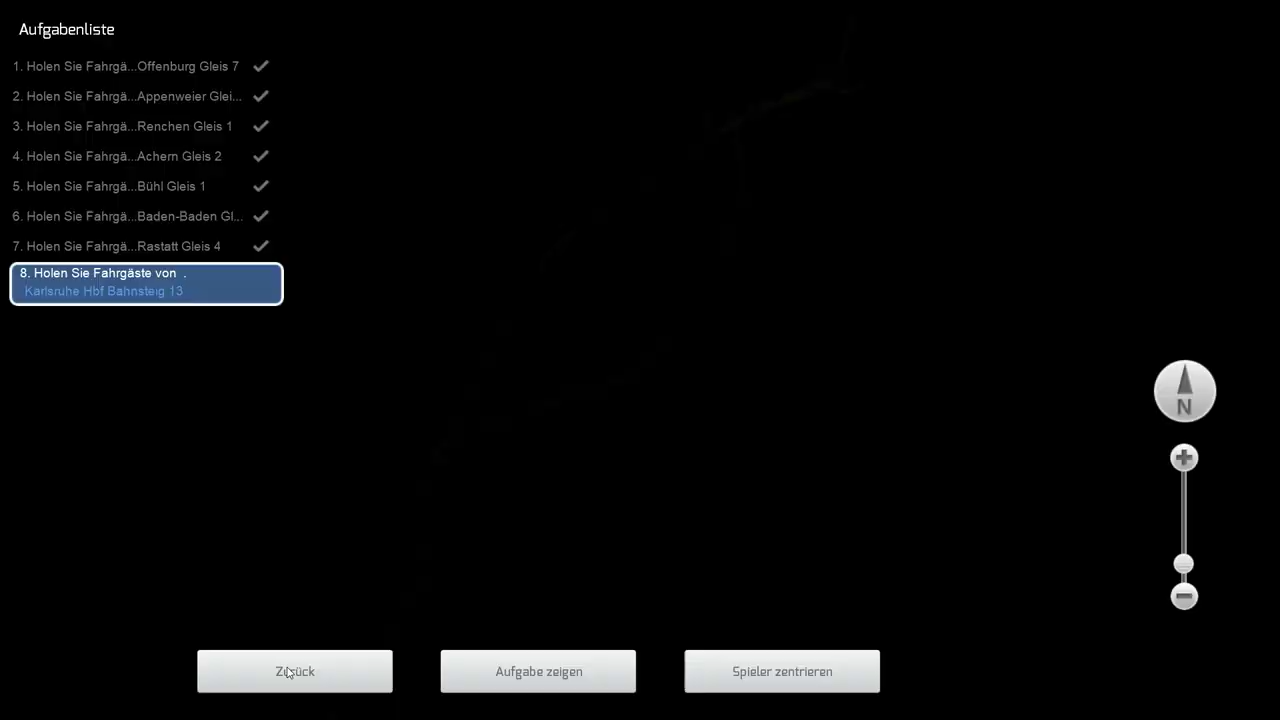 Aufgabenliste
1. Holen Sie Fahrgä...Offenburg Gleis 7
2. Holen Sie Fahrgä...Appenweier Glei...
3. Holen Sie Fahrgä...Renchen Gleis 1
4. Holen Sie Fahrgä...Achern Gleis 2
5. Holen Sie Fahrgä...Bühl Gleis 1
6. Holen Sie Fahrgä...Baden-Baden Gl...
7. Holen Sie Fahrgä...Rastatt Gleis 4
8. Holen Sie Fahrgäste von .
Karlsruhe Hbf Bahnsteig 13
N
Zurück
Aufgabe zeigen
Spieler zentrieren